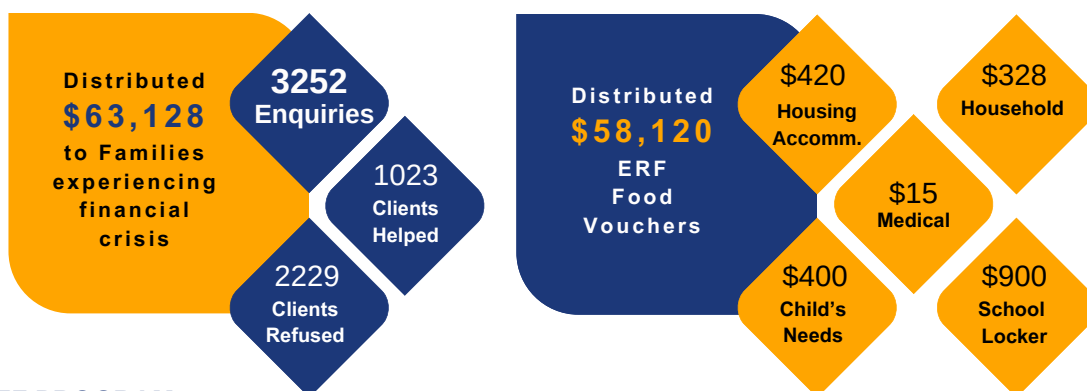 Distributed
$63,128
to Families
experiencing
financial
crisis
3252
Enquiries
1023
Clients
Helped
2229
Clients
Refused
Distributed
$58,120
ERF
Food
Vouchers
$420
Housing
Accomm.
$328
Household
$15
Medical
$400
Child's
Needs
$900
School
Locker